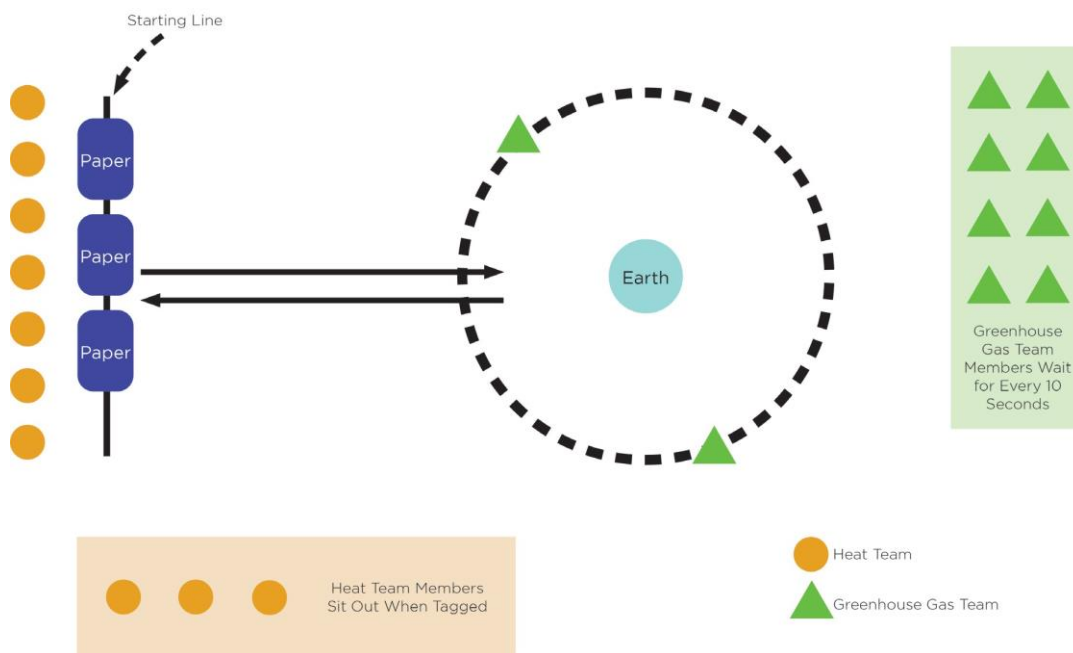 Starting Line
Paper
Paper
Paper
Earth
Greenhouse
Gas Team
Members Wait
for Every 10
Seconds
Heat Team Members
Sit Out When Tagged
Heat Team
Greenhouse Gas Team